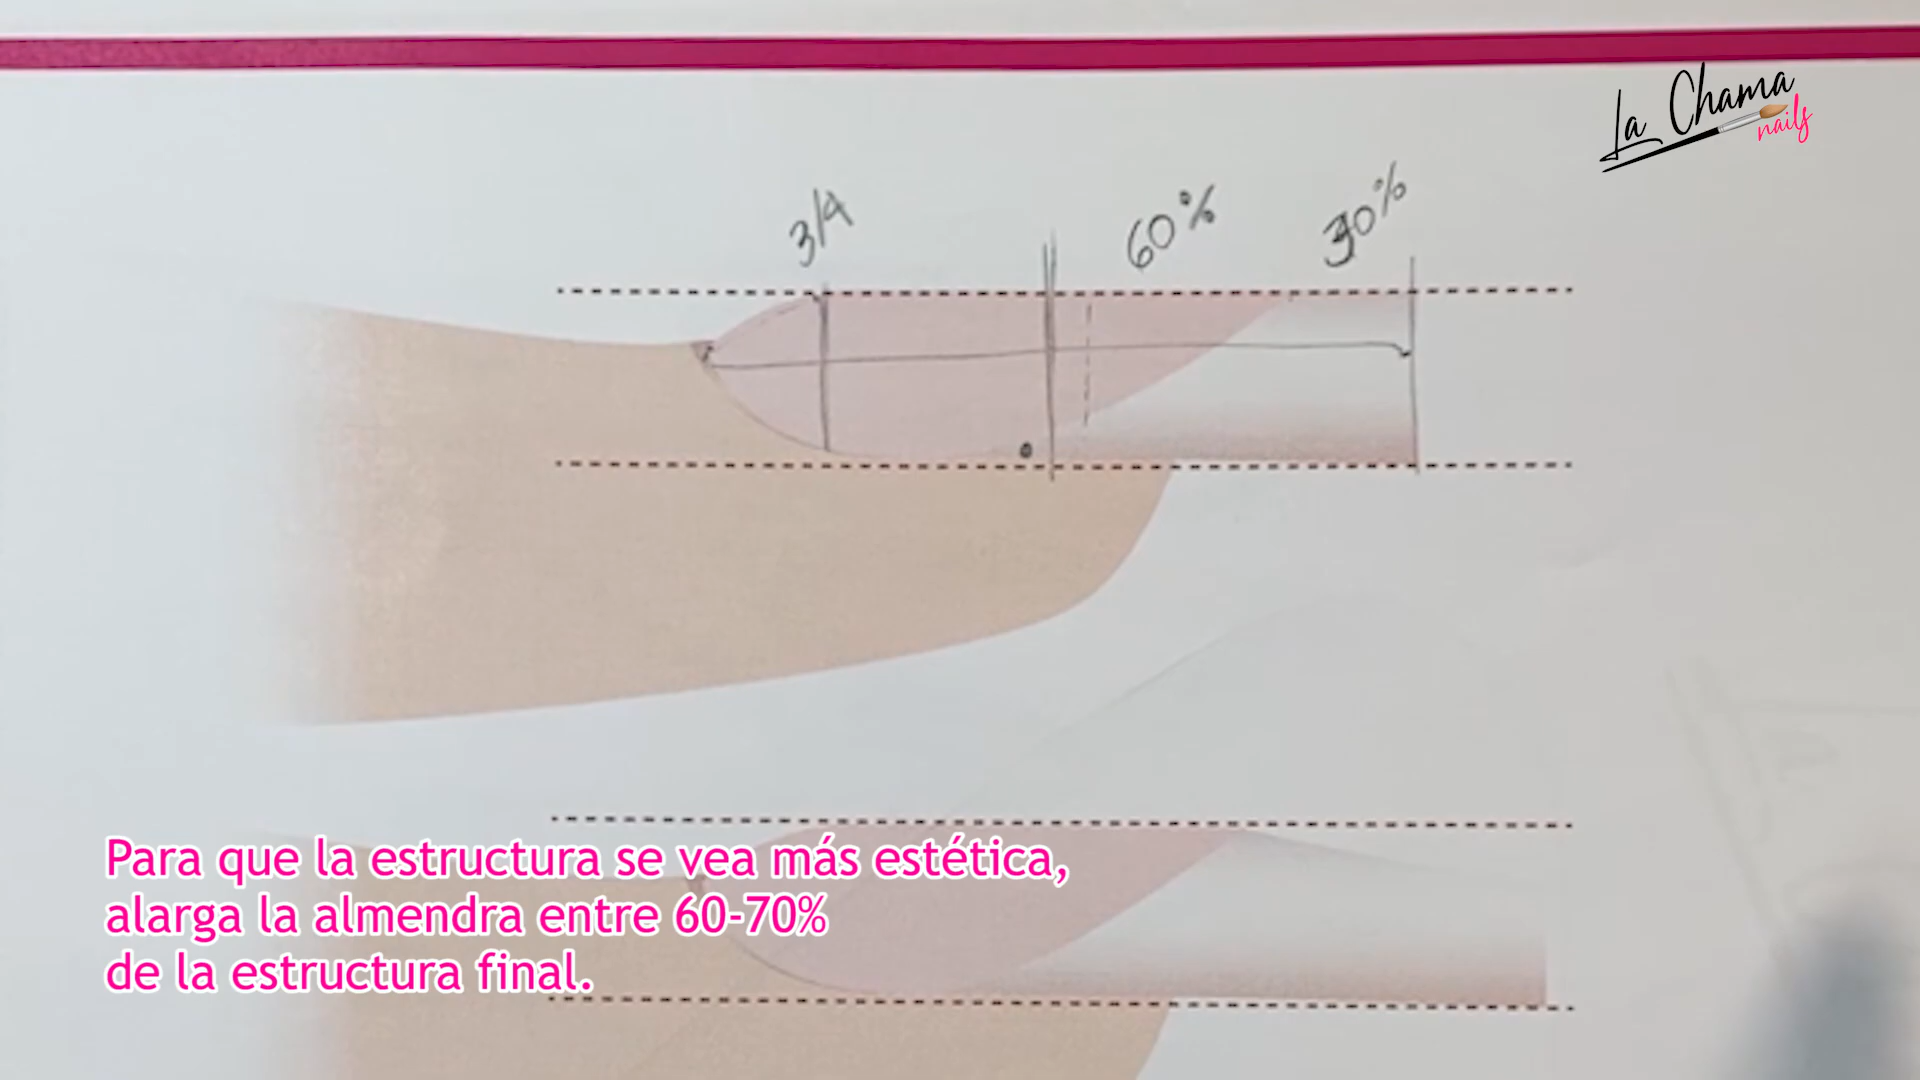 La Chama
nails
3/4
60%
30%
Para que la estructura se vea más estética,
alarga la almendra entre 60-70%
de la estructura final.